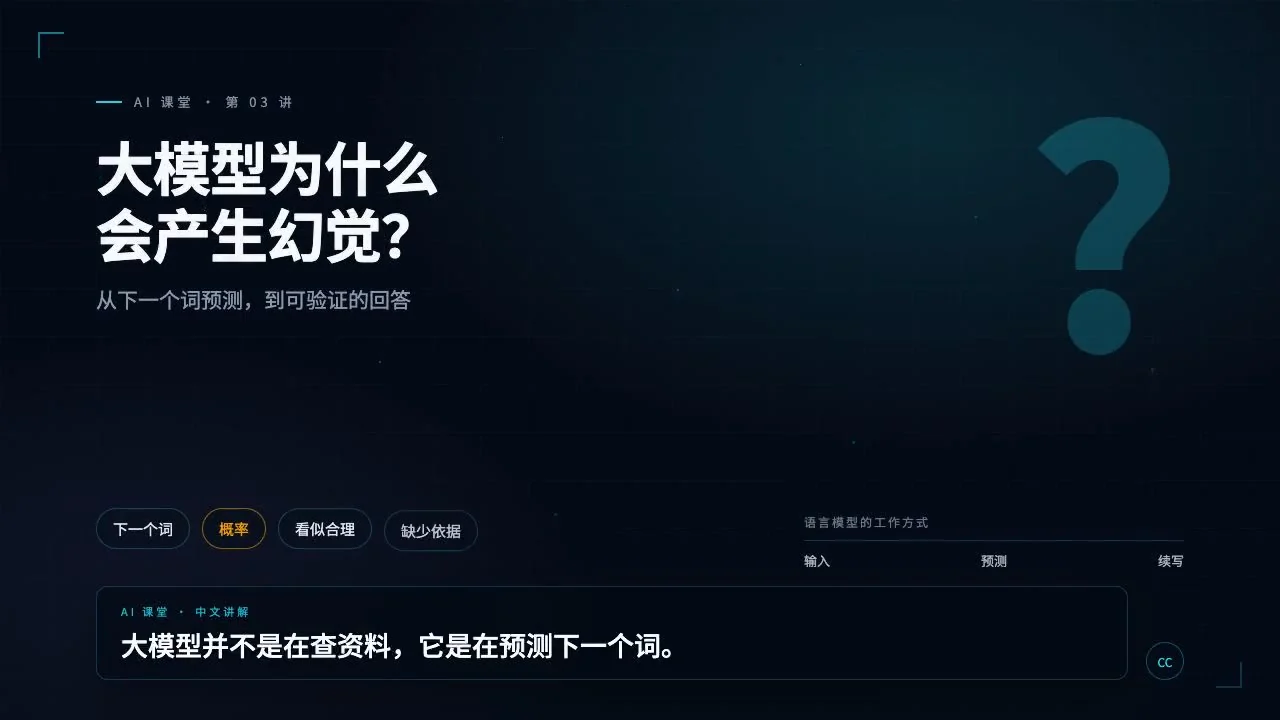 AI 课堂 · 第 03 讲
大模型为什么
会产生幻觉？
从下一个词预测，到可验证的回答
?
下一个词 概率 看似合理 缺少依据
语言模型的工作方式
输入 预测 续写
AI 课堂 · 中文讲解
大模型并不是在查资料，它是在预测下一个词。
CC